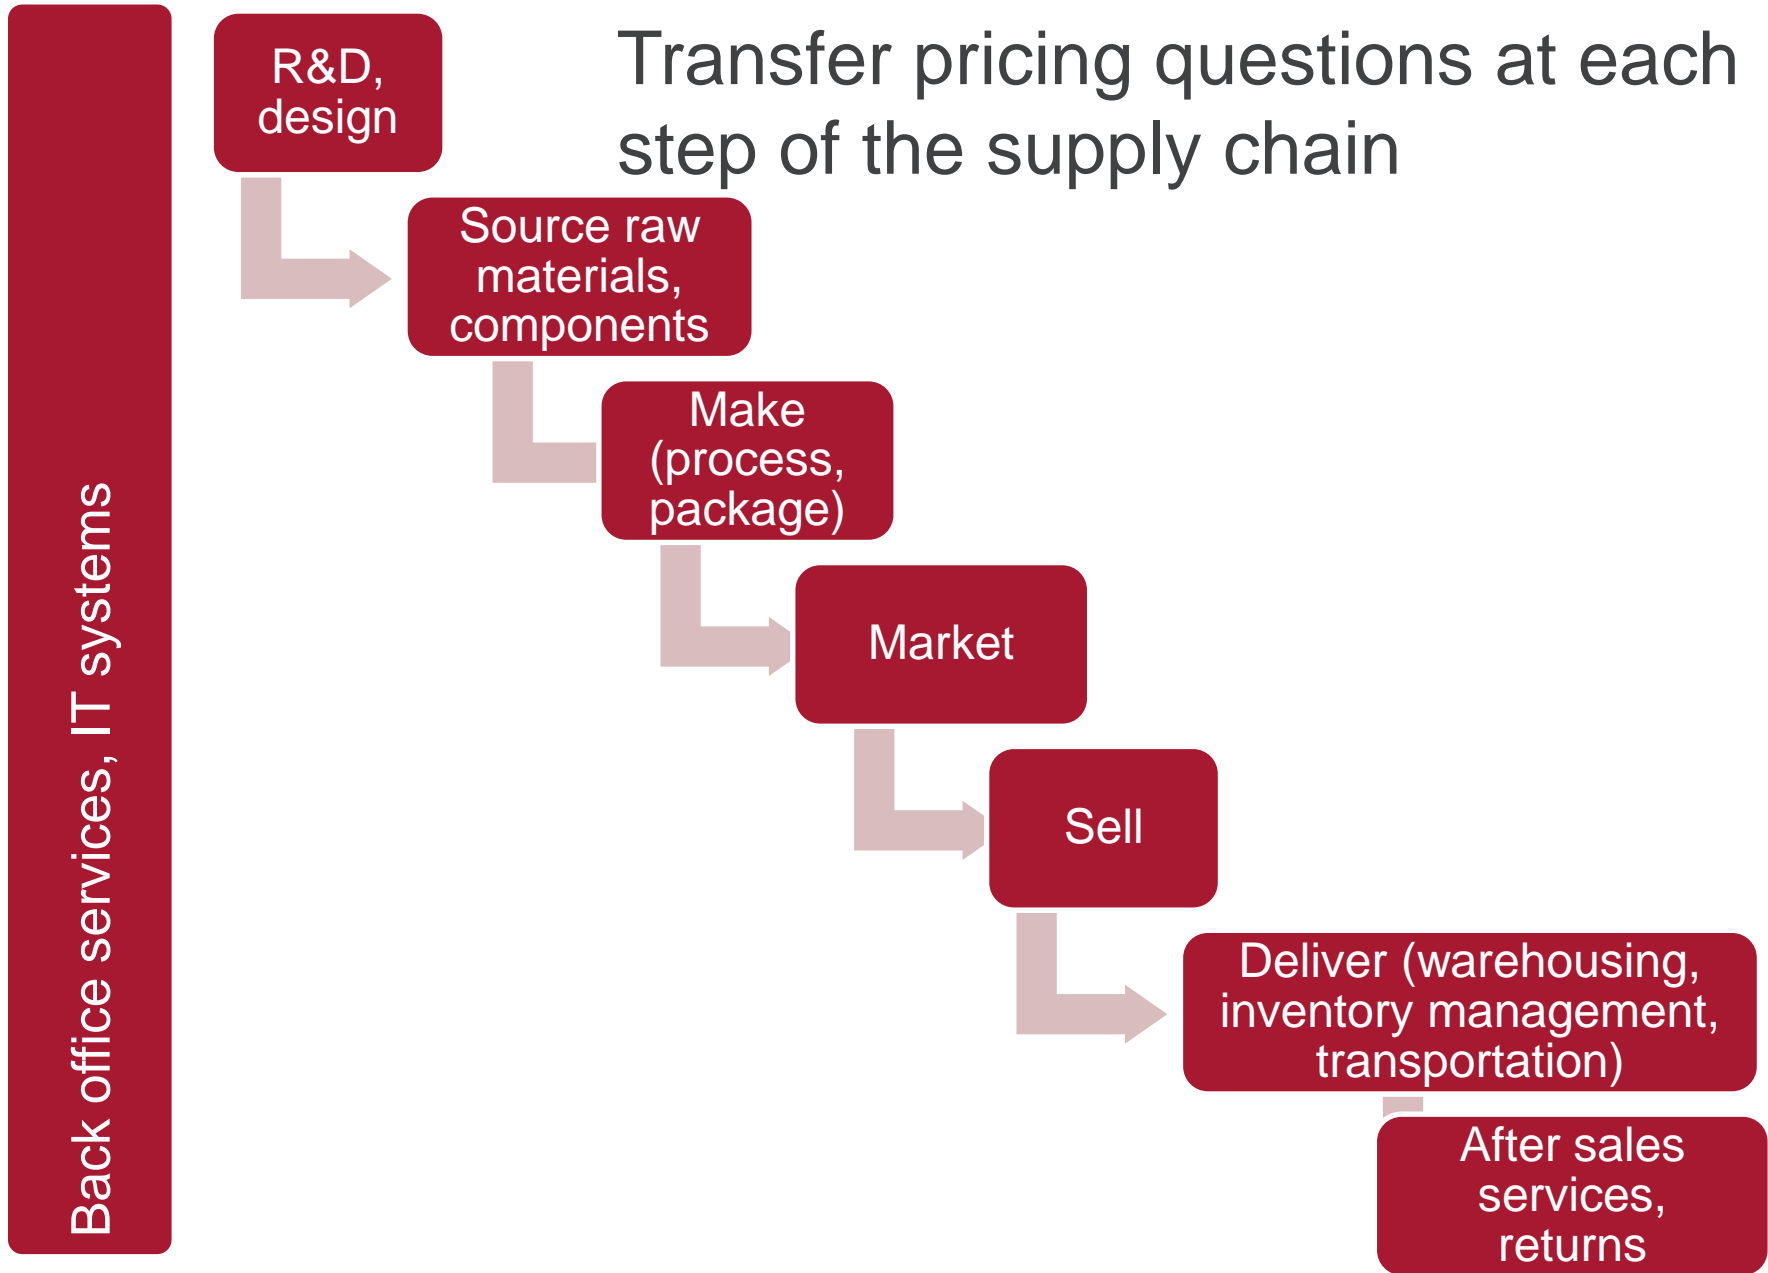 Transfer pricing questions at each
step of the supply chain
R&D,
design
Source raw
materials,
components
Make
(process,
package)
Market
Sell
Deliver (warehousing,
inventory management,
transportation)
After sales
services,
returns
Back office services, IT systems